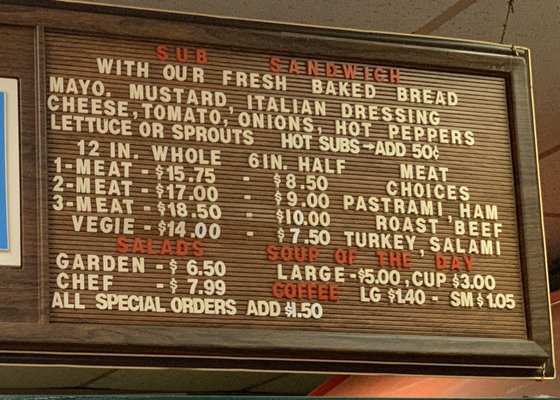 SUB SANDWICH
WITH OUR FRESH BAKED BREAD
MAYO. MUSTARD, ITALIAN DRESSING
CHEESE, TOMATO, ONIONS, HOT PEPPERS
LETTUCE OR SPROUTS HOT SUBS→ADD 50¢
12 IN. WHOLE 6 IN. HALF MEAT
1-MEAT - $15.75 - $8.50 CHOICES
2-MEAT - $17.00 - $9.00 PASTRAMI, HAM
3-MEAT - $18.50 - $10.00 ROAST BEEF
VEGIE - $14.00 - $7.50 TURKEY, SALAMI
SALADS SOUP OF THE DAY
GARDEN - $6.50 LARGE - $5.00, CUP $3.00
CHEF - $7.99 COFFEE LG $1.40 - SM $1.05
ALL SPECIAL ORDERS ADD $1.50